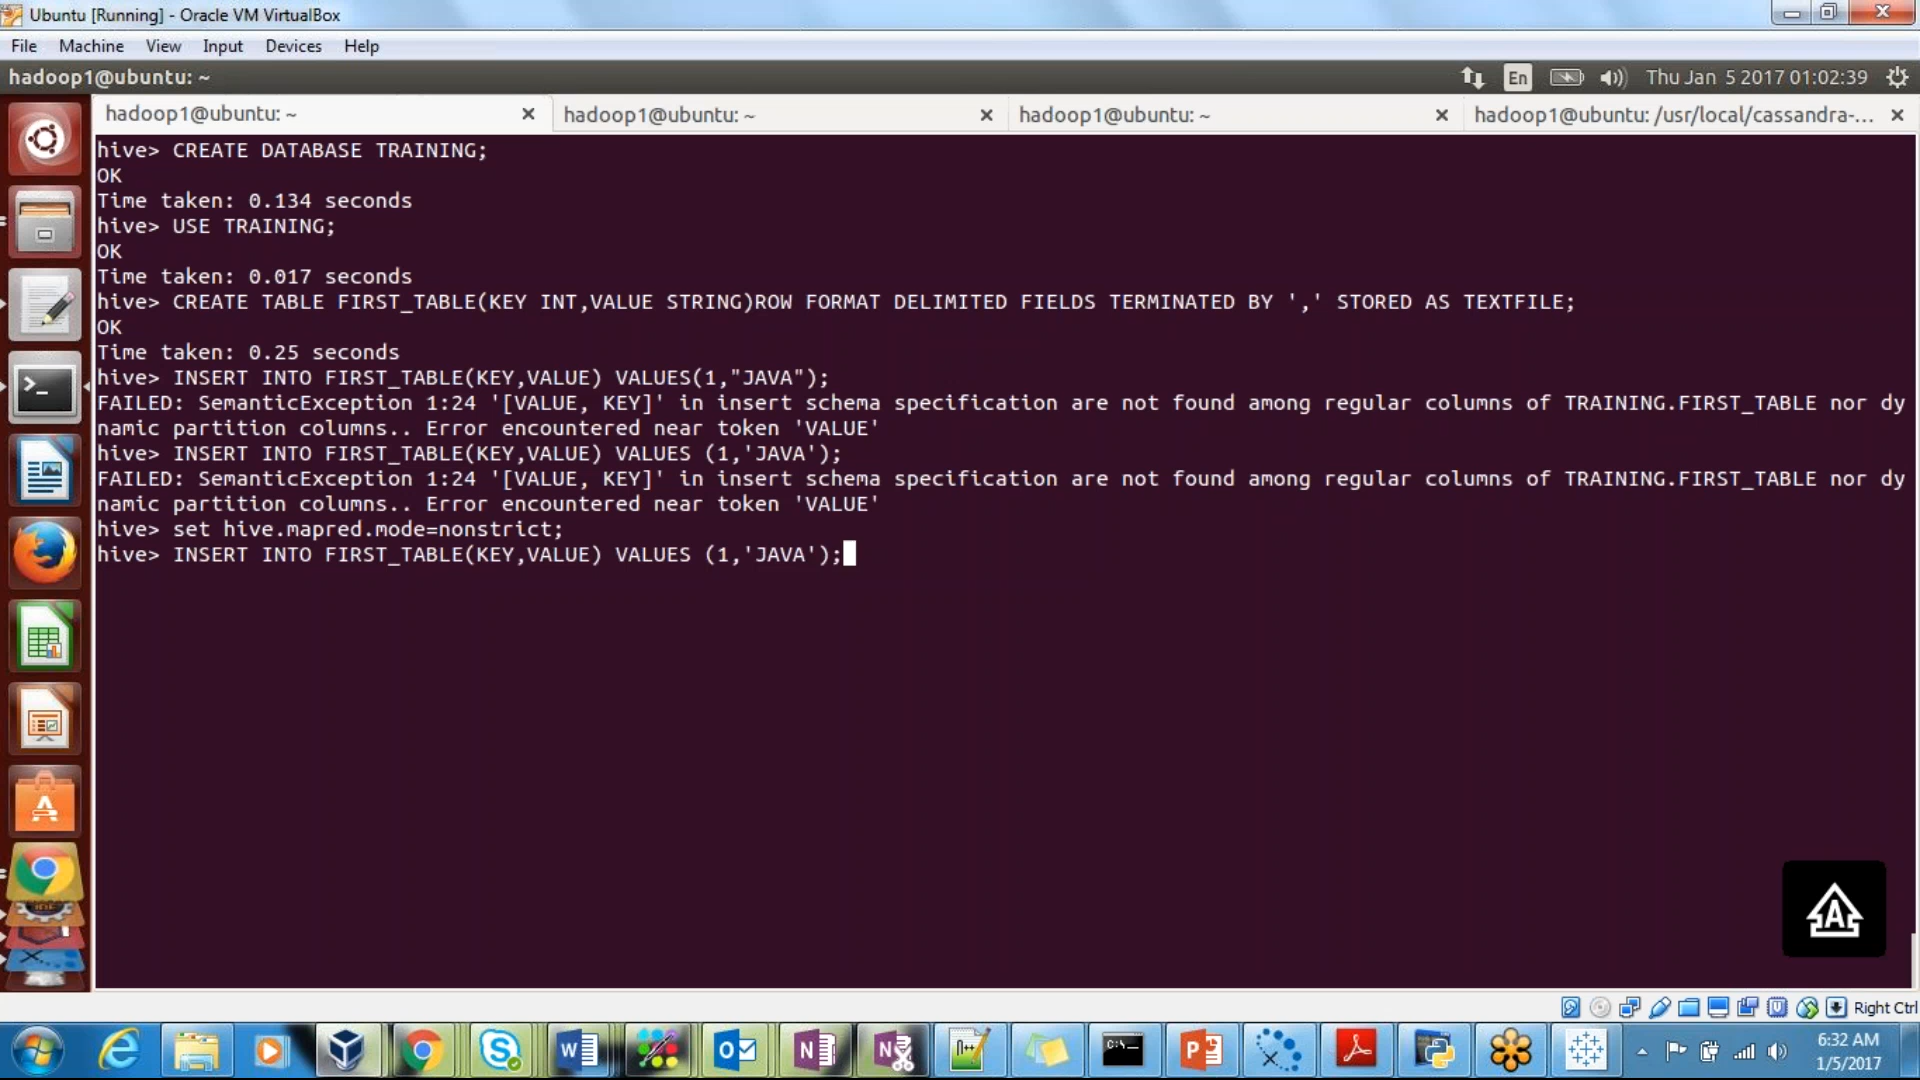 Ubuntu [Running] - Oracle VM VirtualBox
File Machine View Input Devices Help
hadoop1@ubuntu: ~
En
Thu Jan 5 2017 01:02:39
hadoop1@ubuntu: ~
hadoop1@ubuntu: ~
hadoop1@ubuntu: ~
hadoop1@ubuntu: /usr/local/cassandra-...
hive> CREATE DATABASE TRAINING;
OK
Time taken: 0.134 seconds
hive> USE TRAINING;
OK
Time taken: 0.017 seconds
hive> CREATE TABLE FIRST_TABLE(KEY INT,VALUE STRING)ROW FORMAT DELIMITED FIELDS TERMINATED BY ',' STORED AS TEXTFILE;
OK
Time taken: 0.25 seconds
hive> INSERT INTO FIRST_TABLE(KEY,VALUE) VALUES(1,"JAVA");
FAILED: SemanticException 1:24 '[VALUE, KEY]' in insert schema specification are not found among regular columns of TRAINING.FIRST_TABLE nor dy
namic partition columns.. Error encountered near token 'VALUE'
hive> INSERT INTO FIRST_TABLE(KEY,VALUE) VALUES (1,'JAVA');
FAILED: SemanticException 1:24 '[VALUE, KEY]' in insert schema specification are not found among regular columns of TRAINING.FIRST_TABLE nor dy
namic partition columns.. Error encountered near token 'VALUE'
hive> set hive.mapred.mode=nonstrict;
hive> INSERT INTO FIRST_TABLE(KEY,VALUE) VALUES (1,'JAVA');
A
Right Ctrl
6:32 AM
1/5/2017